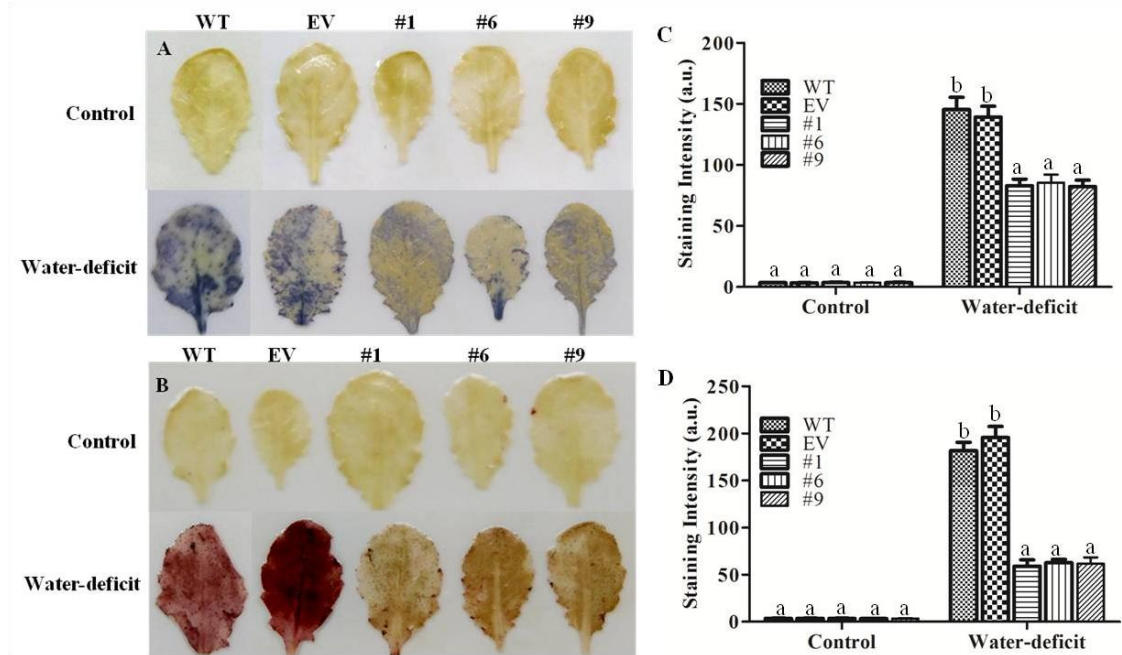 WT EV #1 #6 #9
A
Control
Water-deficit
WT EV #1 #6 #9
B
Control
Water-deficit
C
Staining Intensity (a.u.)
200
150
100
50
0
WT
EV
#1
#6
#9
a a a a a
b b a a a
Control Water-deficit
D
Staining Intensity (a.u.)
250
200
150
100
50
0
WT
EV
#1
#6
#9
a a a a a
b b a a a
Control Water-deficit